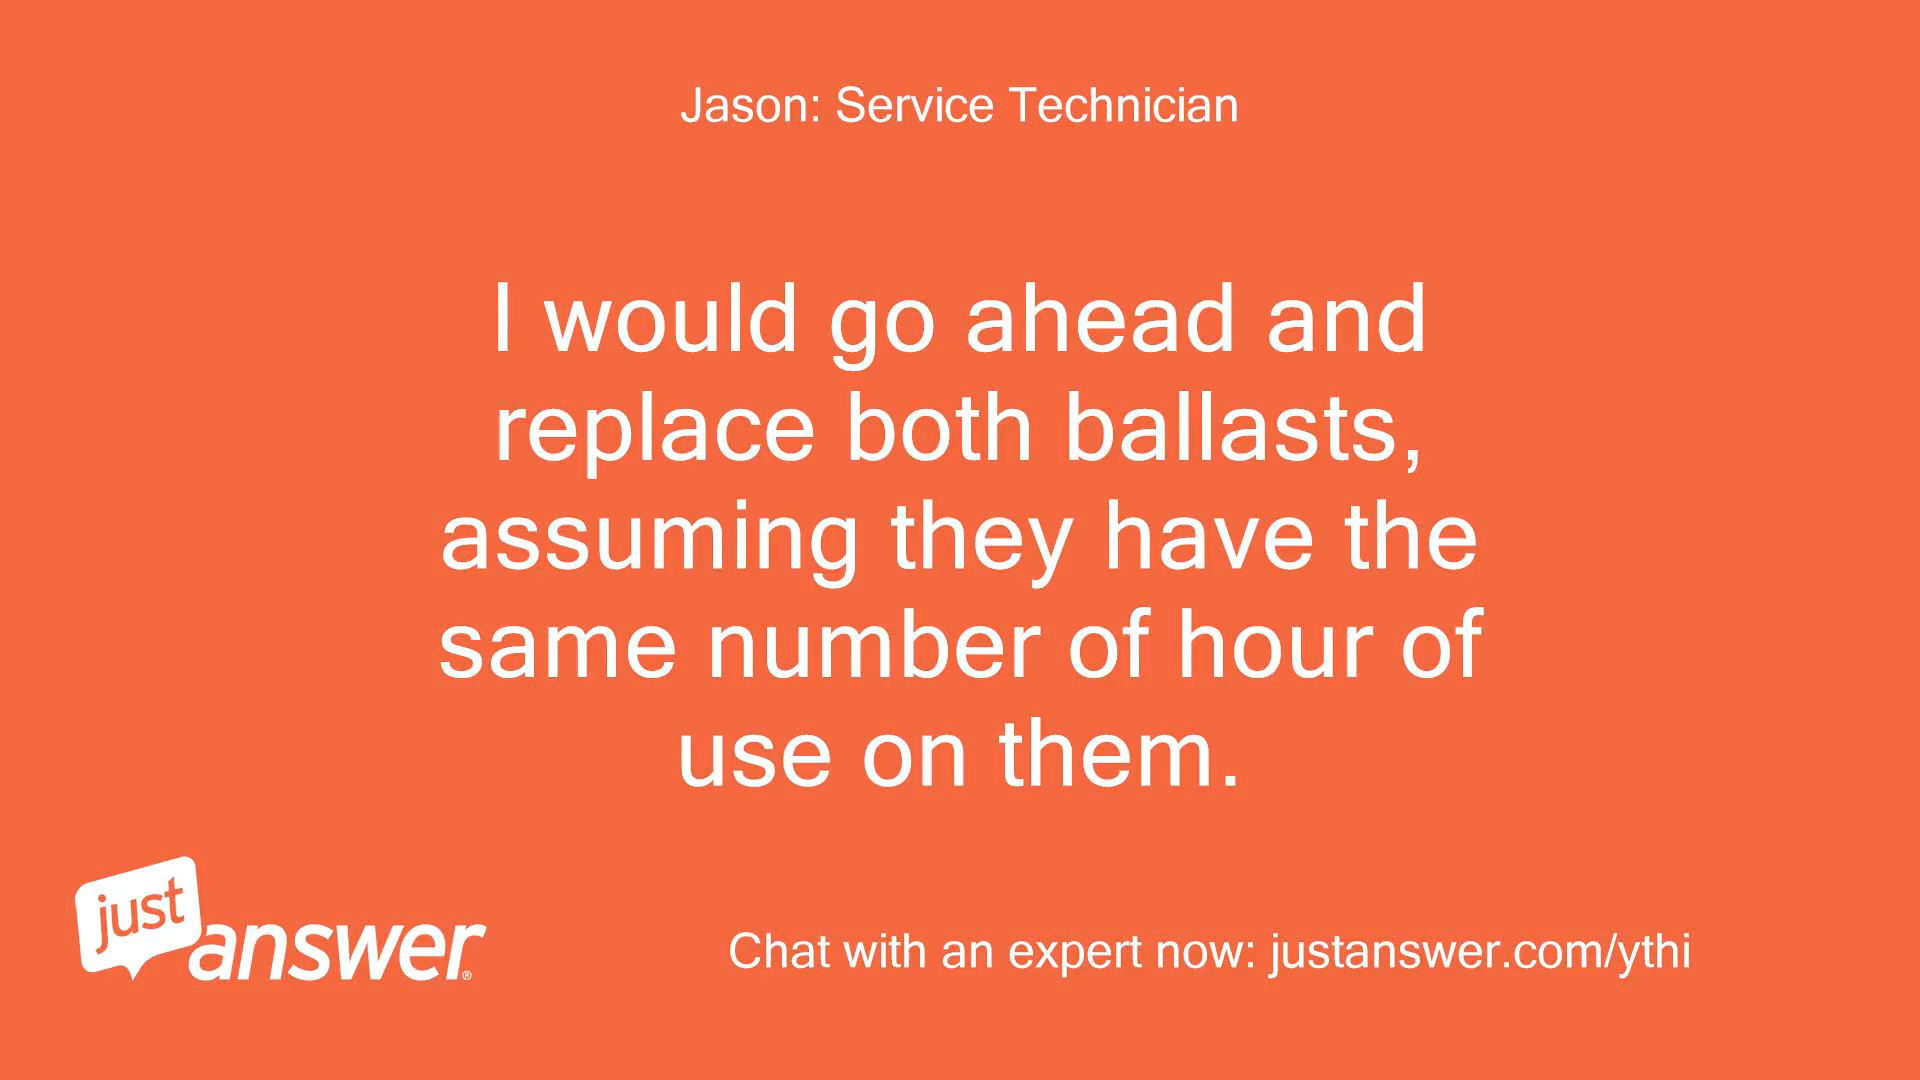 Jason: Service Technician
I would go ahead and
replace both ballasts,
assuming they have the
same number of hour of
use on them.
just
answer®
Chat with an expert now: justanswer.com/ythi